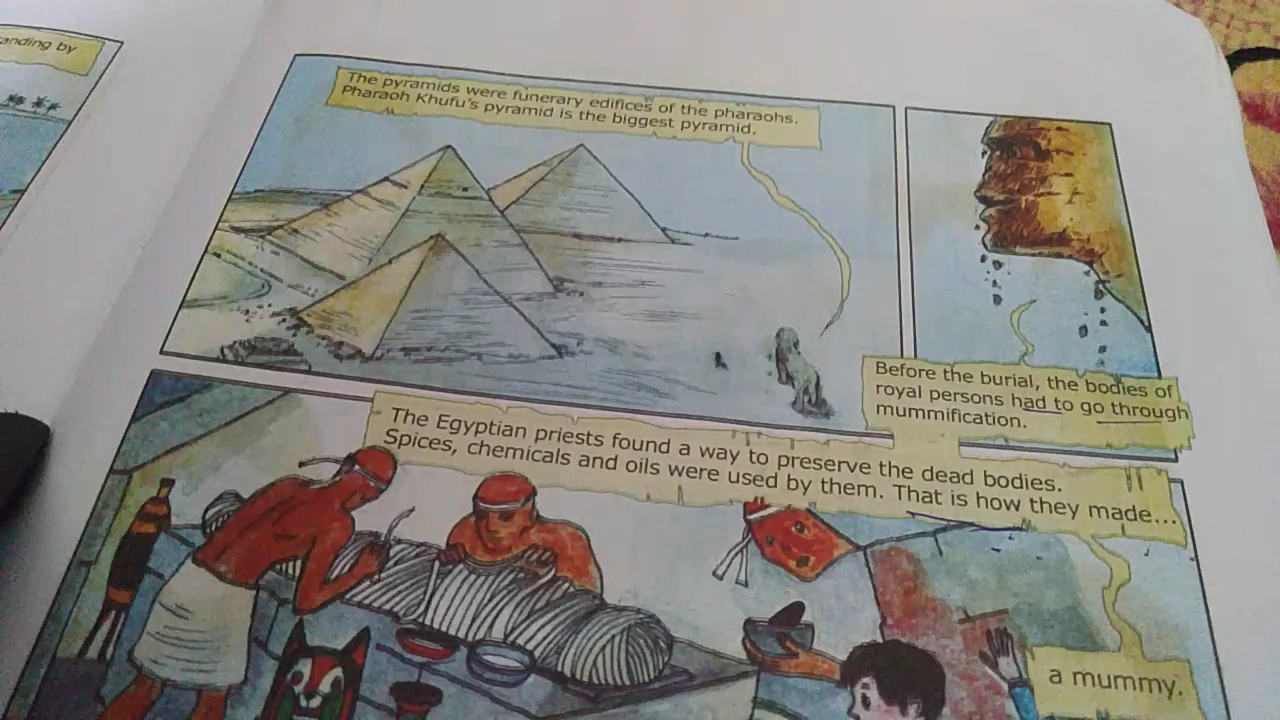 anding by
The pyramids were funerary edifices of the pharaohs.
Pharaoh Khufu's pyramid is the biggest pyramid.
Before the burial, the bodies of
royal persons had to go through
mummification.
The Egyptian priests found a way to preserve the dead bodies.
Spices, chemicals and oils were used by them. That is how they made...
a mummy.